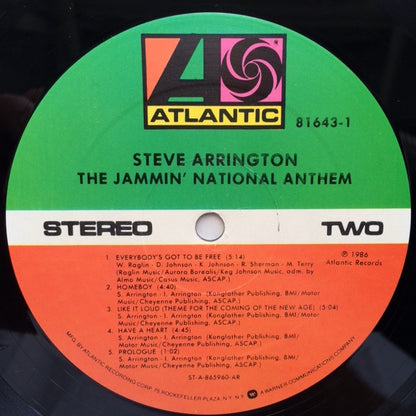 ATLANTIC
81643-1
STEVE ARRINGTON
THE JAMMIN' NATIONAL ANTHEM
STEREO
TWO
1 EVERYBODY'S GOT TO BE FREE (5:14)
W. Raglin - D. Johnson - K. Johnson - R. Sherman - M. Terry
(Raglin Music/Aurora Borealis/Keg Johnson Music, adm. by
Almo Music/Casus Music, ASCAP.)
2 HOMEBOY (4:40)
S. Arrington - I. Arrington (Konglather Publishing, BMI/Motor
Music/Cheyenne Publishing, ASCAP.)
3 LIKE IT LOUD (THEME FOR THE COMING OF THE NEW AGE) (5:04)
S. Arrington - I. Arrington (Konglather Publishing, BMI/
Motor Music/Cheyenne Publishing, ASCAP.)
4 HAVE A HEART (4:45)
S. Arrington - I. Arrington (Konglather Publishing, BMI/
Motor Music/Cheyenne Publishing, ASCAP.)
5 PROLOGUE (1:02)
S. Arrington - I. Arrington (Konglather Publishing, BMI/
Motor Music/Cheyenne Publishing, ASCAP.)
℗ 1986
Atlantic Records
ST-A-865960-AR
MFG. BY ATLANTIC RECORDING CORP. 75 ROCKEFELLER PLAZA, N.Y., N.Y. A WARNER COMMUNICATIONS COMPANY